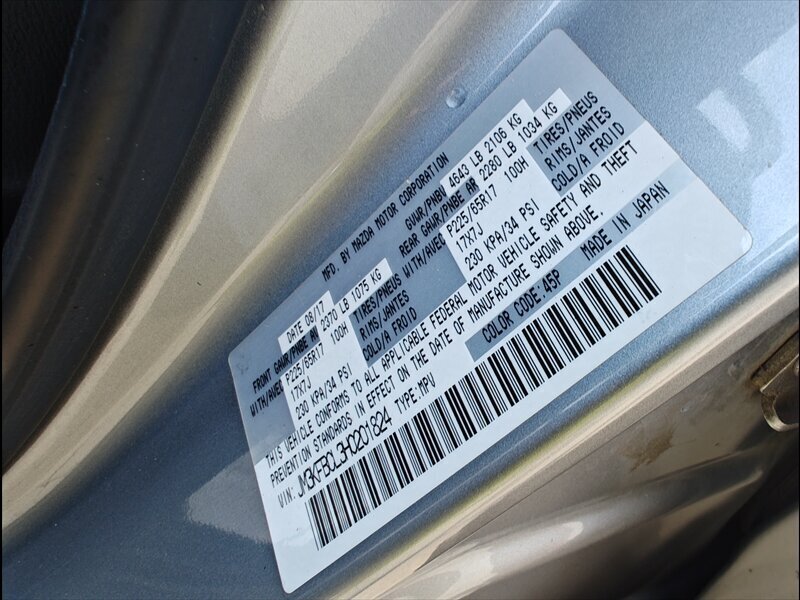 MFD. BY MAZDA MOTOR CORPORATION
DATE 08/17 GVWR/PNBV 4643 LB 2106 KG
FRONT GAWR/PNBE AV 2370 LB 1075 KG REAR GAWR/PNBE AR 2280 LB 1034 KG
WITH/AVEC P225/65R17 100H TIRES/PNEUS WITH/AVEC P225/65R17 100H TIRES/PNEUS
17X7J RIMS/JANTES 17X7J RIMS/JANTES
230 KPA/34 PSI COLD/A FROID 230 KPA/34 PSI COLD/A FROID
THIS VEHICLE CONFORMS TO ALL APPLICABLE FEDERAL MOTOR VEHICLE SAFETY AND THEFT
PREVENTION STANDARDS IN EFFECT ON THE DATE OF MANUFACTURE SHOWN ABOVE.
TYPE:MPV COLOR CODE:45P MADE IN JAPAN
VIN: JM3KFBCL3H0201824